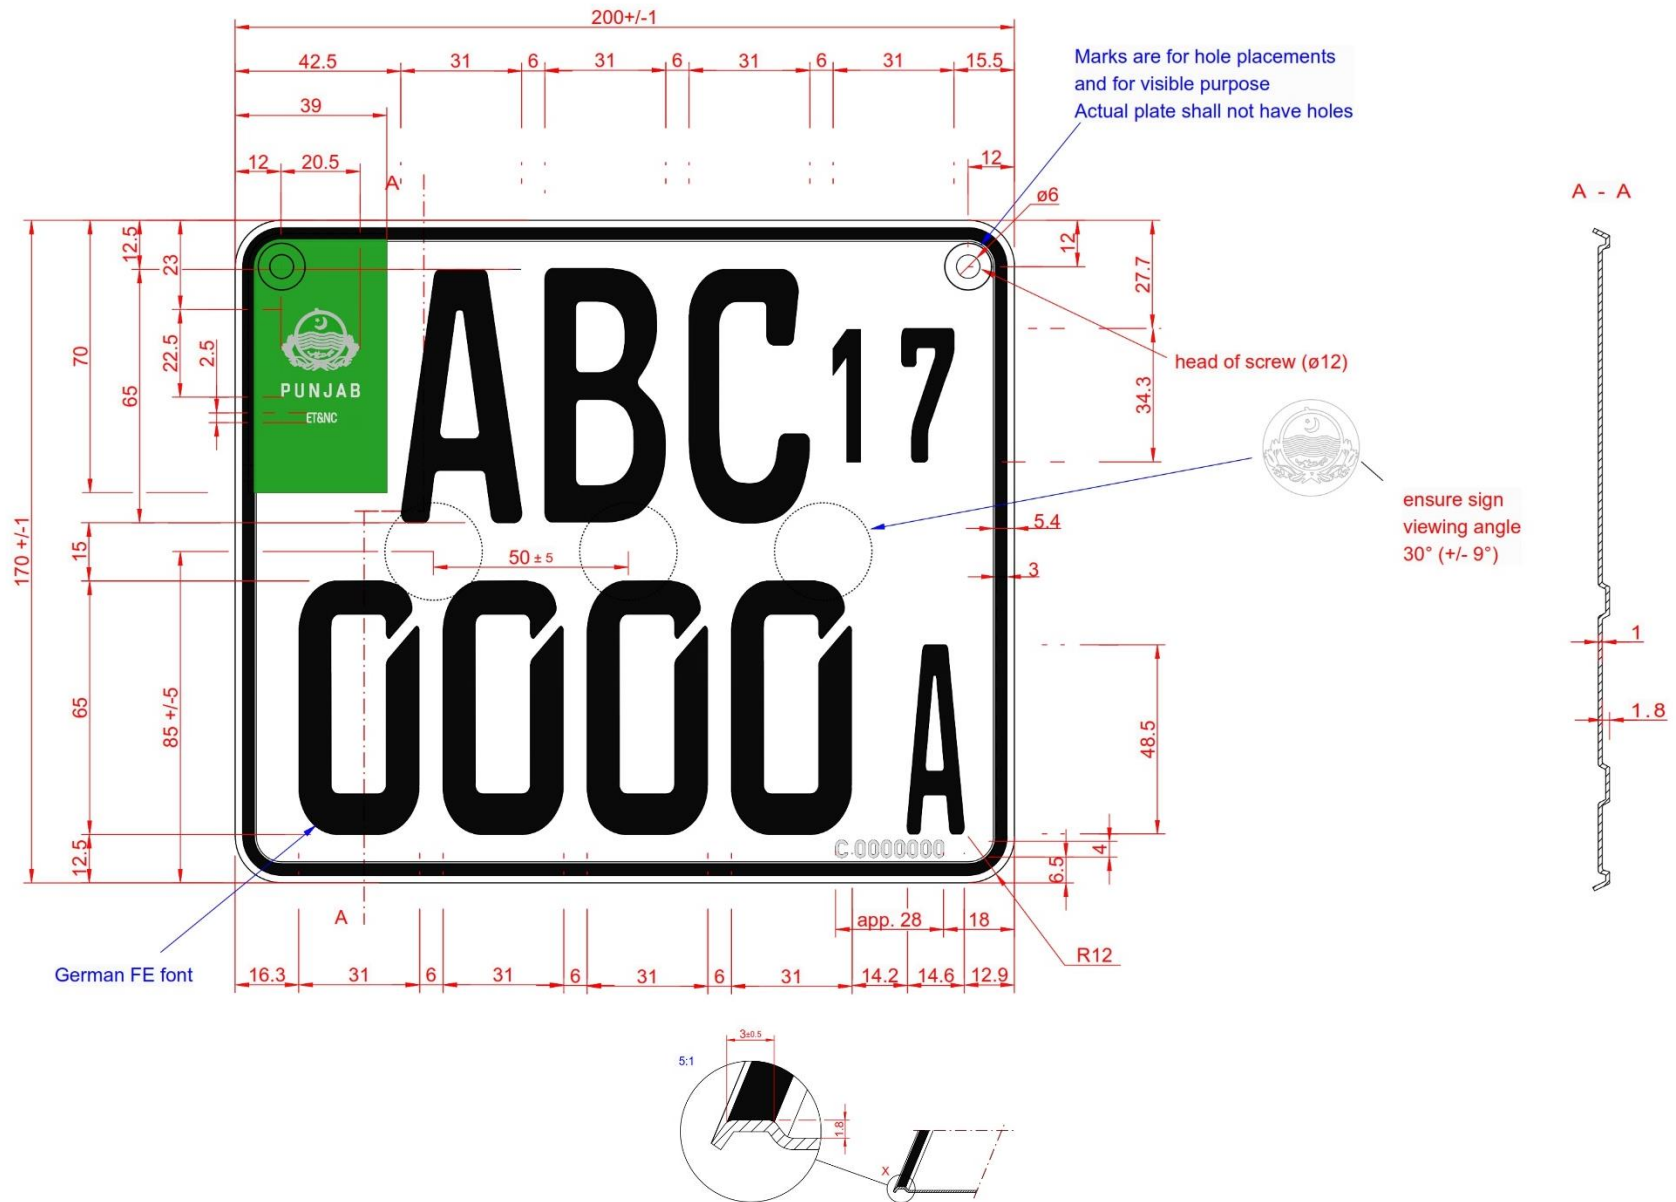 200+/-1
42.5
31
6
31
6
31
6
31
15.5
39
12
20.5
12
A
Marks are for hole placements
and for visible purpose
Actual plate shall not have holes
ø6
A - A
12.5
23
12
27.7
70
65
22.5
2.5
34.3
170 +/-1
ABC 17
PUNJAB
ET&NC
head of screw (ø12)
ensure sign
viewing angle
30° (+/- 9°)
15
50 ± 5
5.4
3
65
85 +/-5
0000 A
48.5
1
1.8
12.5
C 0000000
4
6.5
A
app. 28
18
R12
German FE font
16.3
31
6
31
6
31
6
31
14.2
14.6
12.9
5:1
3±0.5
1.8
X